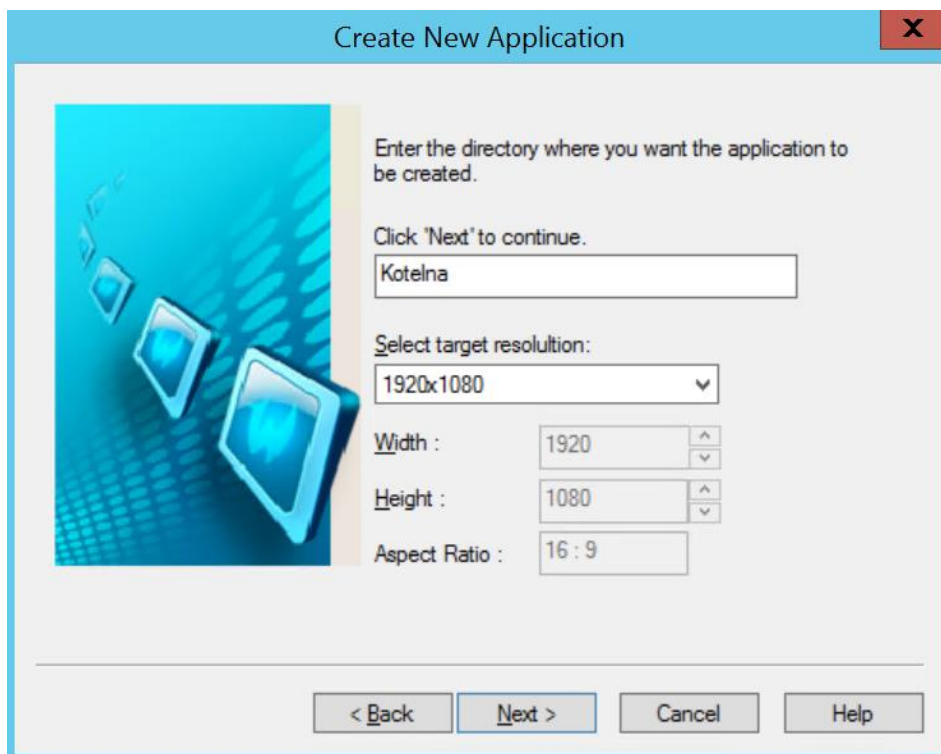 Create New Application
X
Enter the directory where you want the application to
be created.
Click "Next" to continue.
Kotelna
Select target resolultion:
1920x1080
Width :
1920
Height :
1080
Aspect Ratio :
16 : 9
< Back
Next >
Cancel
Help